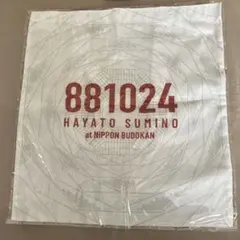 881024
HAYATO SUMINO
at NIPPON BUDOKAN